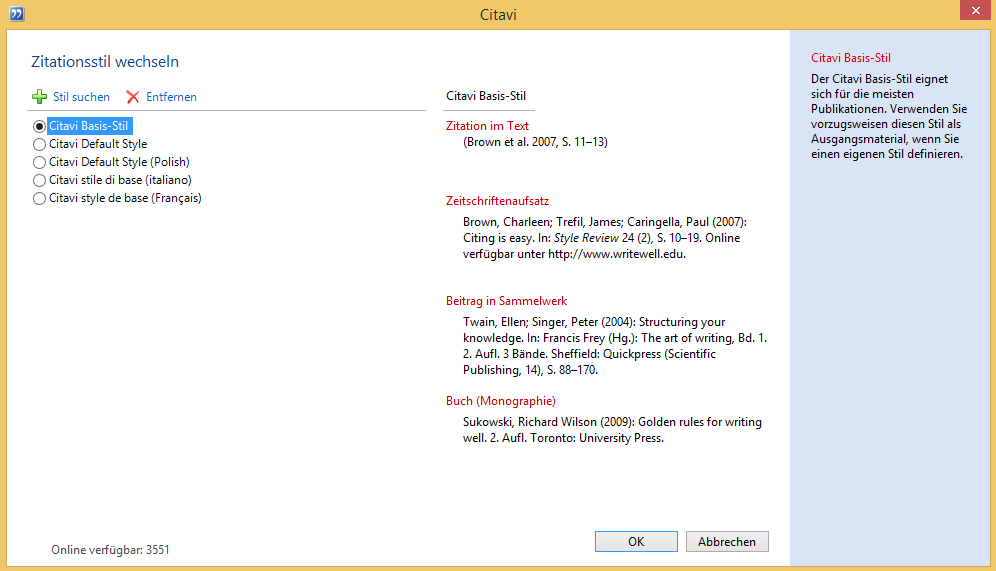 Citavi
Zitationsstil wechseln
Stil suchen
Entfernen
Citavi Basis-Stil
Citavi Default Style
Citavi Default Style (Polish)
Citavi stile di base (italiano)
Citavi style de base (Français)
Online verfügbar: 3551
Citavi Basis-Stil
Zitation im Text
(Brown et al. 2007, S. 11–13)
Zeitschriftenaufsatz
Brown, Charleen; Trefil, James; Caringella, Paul (2007):
Citing is easy. In: Style Review 24 (2), S. 10–19. Online
verfügbar unter http://www.writewell.edu.
Beitrag in Sammelwerk
Twain, Ellen; Singer, Peter (2004): Structuring your
knowledge. In: Francis Frey (Hg.): The art of writing, Bd. 1.
2. Aufl. 3 Bände. Sheffield: Quickpress (Scientific
Publishing, 14), S. 88–170.
Buch (Monographie)
Sukowski, Richard Wilson (2009): Golden rules for writing
well. 2. Aufl. Toronto: University Press.
OK
Abbrechen
Citavi Basis-Stil
Der Citavi Basis-Stil eignet
sich für die meisten
Publikationen. Verwenden Sie
vorzugsweisen diesen Stil als
Ausgangsmaterial, wenn Sie
einen eigenen Stil definieren.